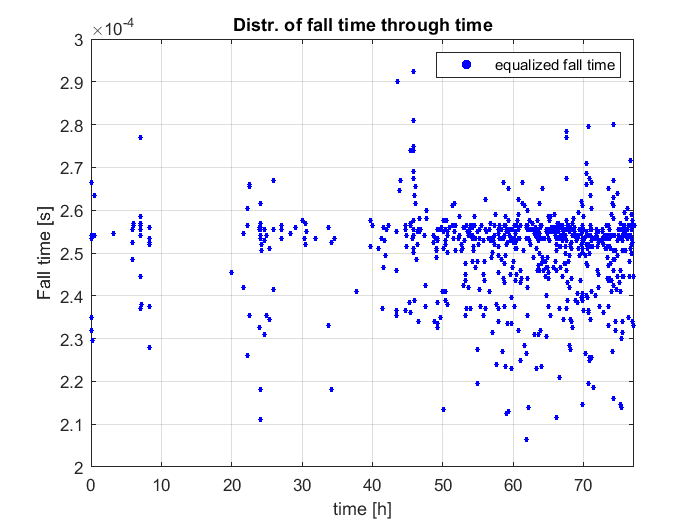 Distr. of fall time through time
×10⁻⁴
equalized fall time
3
2.9
2.8
2.7
2.6
2.5
2.4
2.3
2.2
2.1
2
Fall time [s]
0 10 20 30 40 50 60 70
time [h]